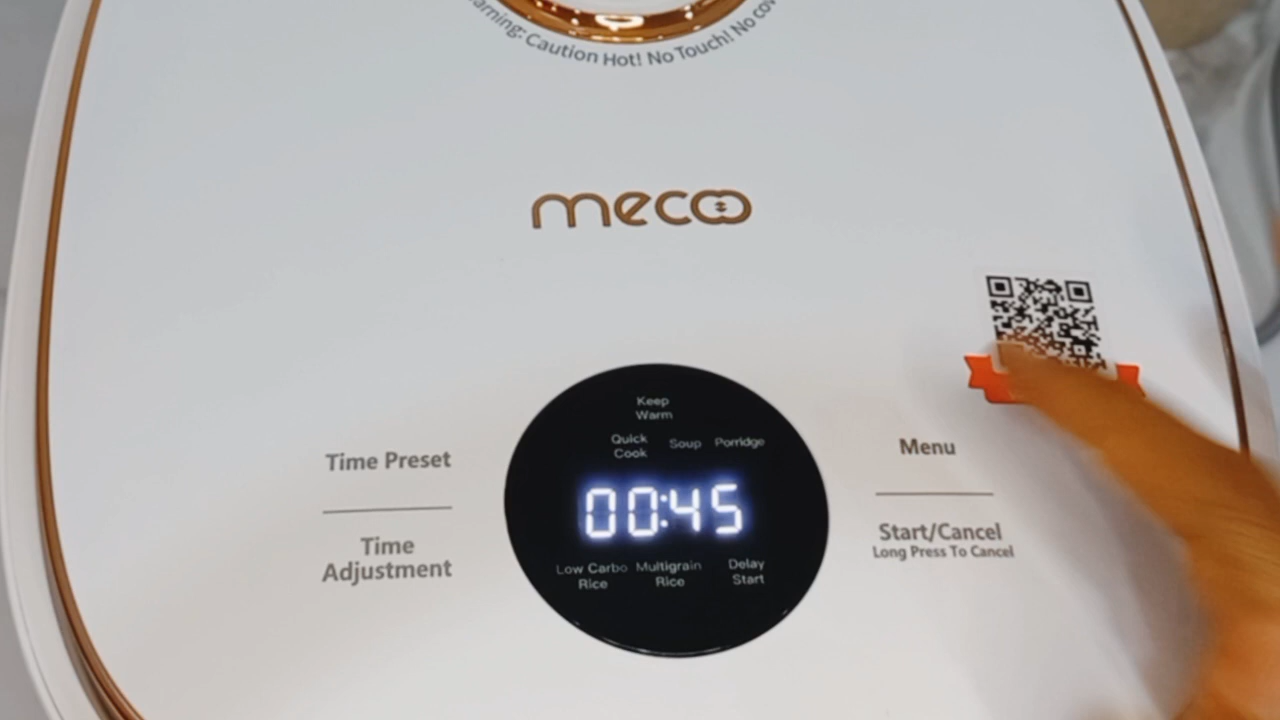 Warning: Caution Hot! No Touch! No
meco
Keep
Warm
Quick
Cook
Soup
Porridge
Time Preset
Menu
00:45
Time
Adjustment
Start/Cancel
Long Press To Cancel
Low Carbo
Rice
Multigrain
Rice
Delay
Start